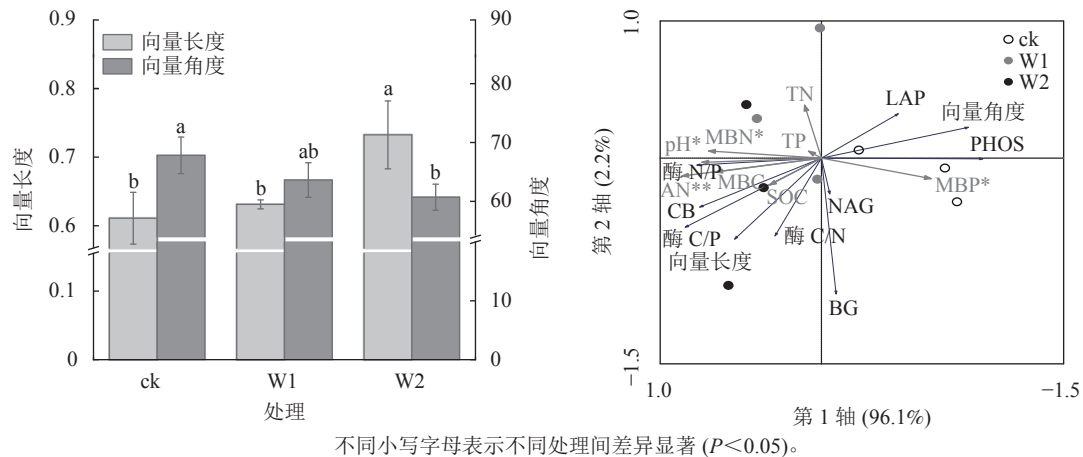 0.9
0.8
0.7
0.6
0.1
0
向量长度
向量长度
向量角度
b
a
b
ab
a
b
ck
W1
W2
处理
90
80
70
60
10
0
向量角度
1.0
−1.5
第 2 轴 (2.2%)
ck
W1
W2
TN
LAP
向量角度
pH*
MBN*
TP
PHOS
酶 N/P
AN**
MBC
SOC
MBP*
CB
NAG
酶 C/P
酶 C/N
向量长度
BG
1.0
−1.5
第 1 轴 (96.1%)
不同小写字母表示不同处理间差异显著 (P<0.05)。